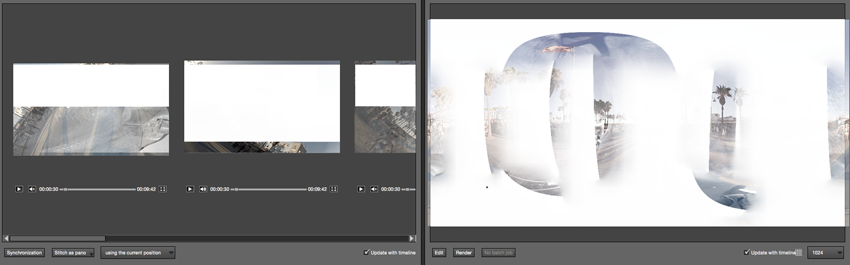 00:00:30 00:09:42 00:00:30 00:09:42 00:00:30
Synchronization Stitch as pano using the current position Update with timeline Edit Render Update with timeline 1024